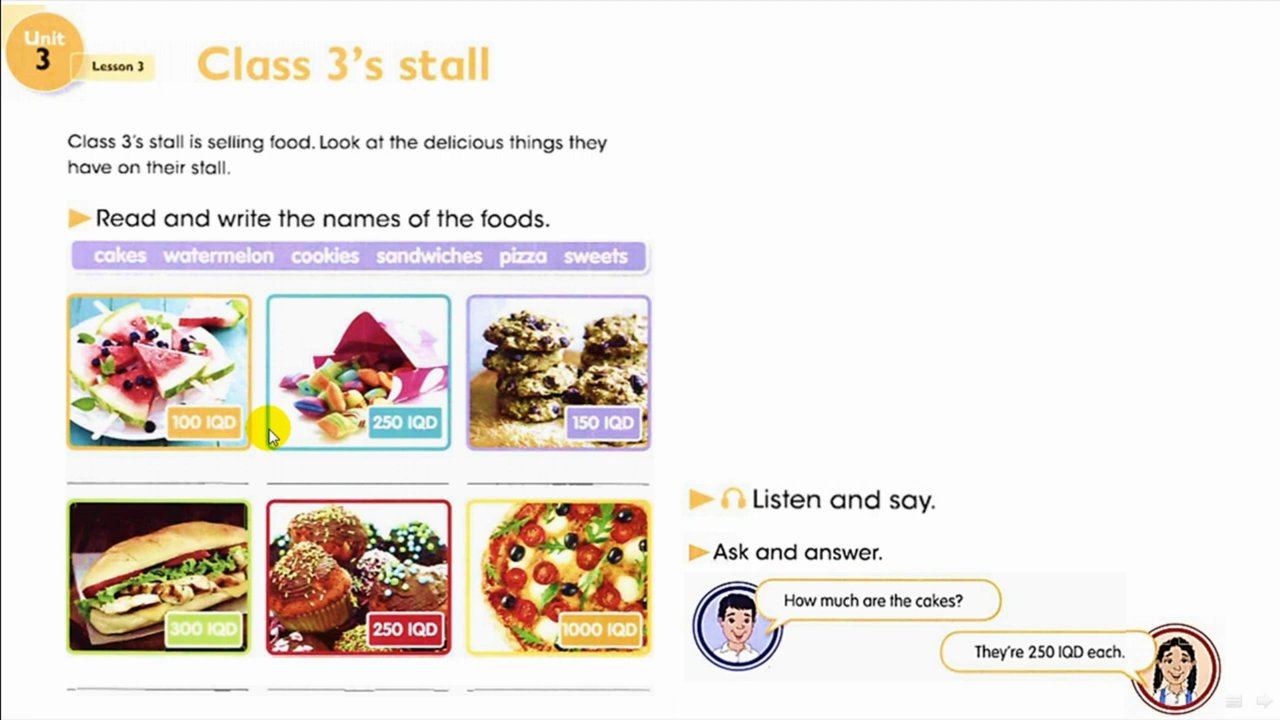 Unit
3
Lesson 3
Class 3's stall
Class 3's stall is selling food. Look at the delicious things they
have on their stall.
Read and write the names of the foods.
cakes watermelon cookies sandwiches pizza sweets
100 IQD
250 IQD
150 IQD
300 IQD
250 IQD
1000 IQD
Listen and say.
Ask and answer.
How much are the cakes?
They're 250 IQD each.